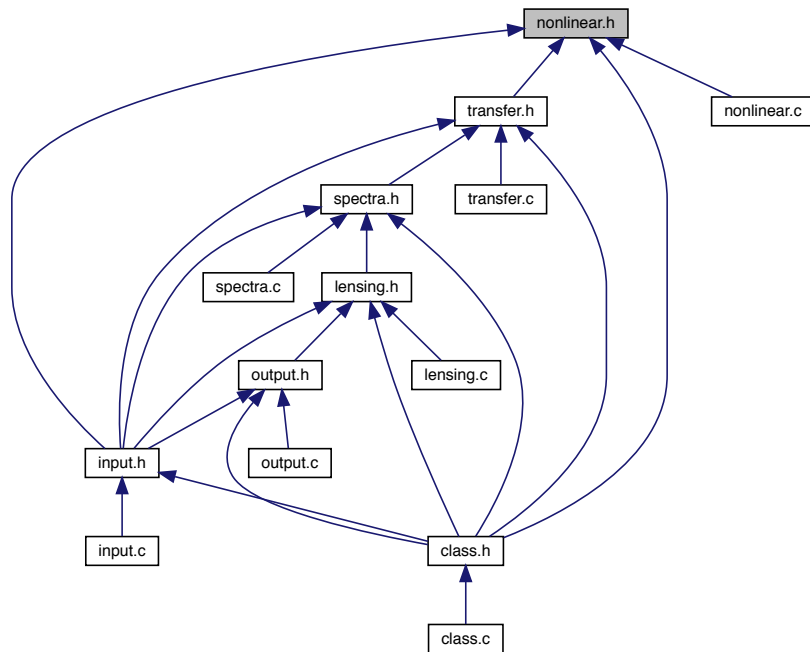 nonlinear.h
transfer.h
nonlinear.c
spectra.h
transfer.c
spectra.c
lensing.h
output.h
lensing.c
input.h
output.c
input.c
class.h
class.c